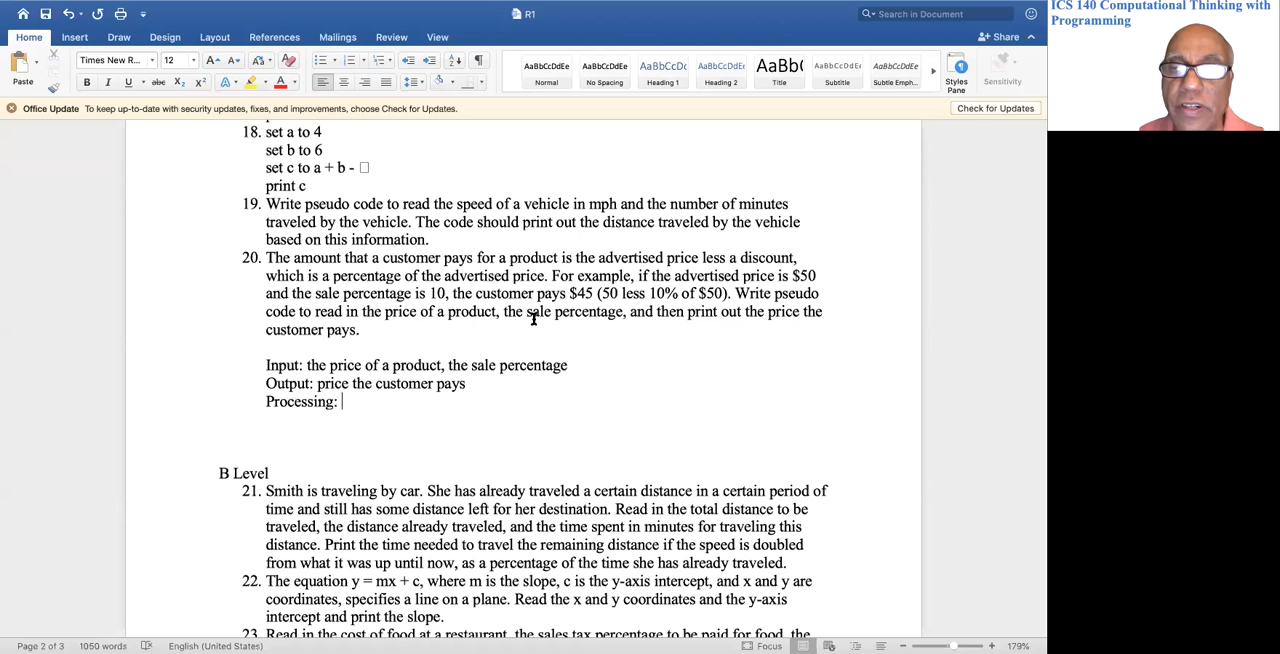 R1
Search in Document
ICS 140 Computational Thinking with
Programming
Home Insert Draw Design Layout References Mailings Review View
Share
Paste
Times New R... 12
B I U abc X₂ X² A A
AaBbCcDdEe AaBbCcDdEe AaBbCcDc AaBbCcDdEe AaBbC AaBbCcDdEe AaBbCcDdEe
Normal No Spacing Heading 1 Heading 2 Title Subtitle Subtle Emph...
Styles
Pane
Sensitivity
Office Update To keep up-to-date with security updates, fixes, and improvements, choose Check for Updates.
Check for Updates
18. set a to 4
set b to 6
set c to a + b - □
print c
19. Write pseudo code to read the speed of a vehicle in mph and the number of minutes
traveled by the vehicle. The code should print out the distance traveled by the vehicle
based on this information.
20. The amount that a customer pays for a product is the advertised price less a discount,
which is a percentage of the advertised price. For example, if the advertised price is $50
and the sale percentage is 10, the customer pays $45 (50 less 10% of $50). Write pseudo
code to read in the price of a product, the sale percentage, and then print out the price the
customer pays.
Input: the price of a product, the sale percentage
Output: price the customer pays
Processing:
B Level
21. Smith is traveling by car. She has already traveled a certain distance in a certain period of
time and still has some distance left for her destination. Read in the total distance to be
traveled, the distance already traveled, and the time spent in minutes for traveling this
distance. Print the time needed to travel the remaining distance if the speed is doubled
from what it was up until now, as a percentage of the time she has already traveled.
22. The equation y = mx + c, where m is the slope, c is the y-axis intercept, and x and y are
coordinates, specifies a line on a plane. Read the x and y coordinates and the y-axis
intercept and print the slope.
23. Read in the cost of food at a restaurant, the sales tax percentage to be paid for food, the
Page 2 of 3 1050 words English (United States) Focus 179%